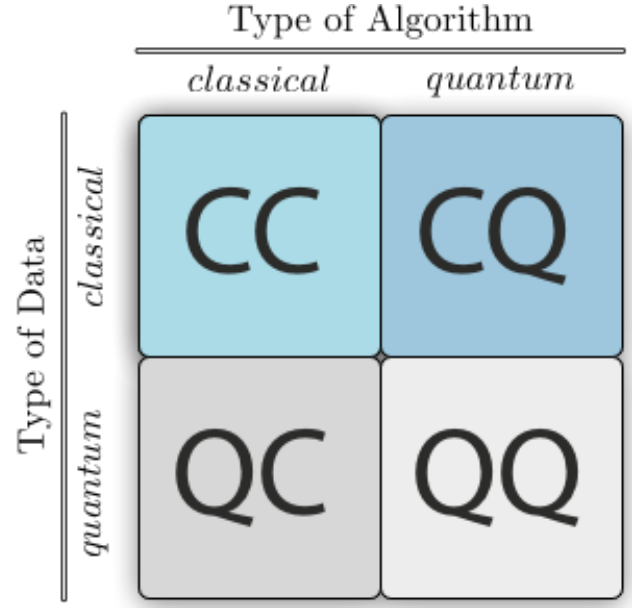 Type of Algorithm
classical quantum
Type of Data
classical
CC CQ
quantum
QC QQ